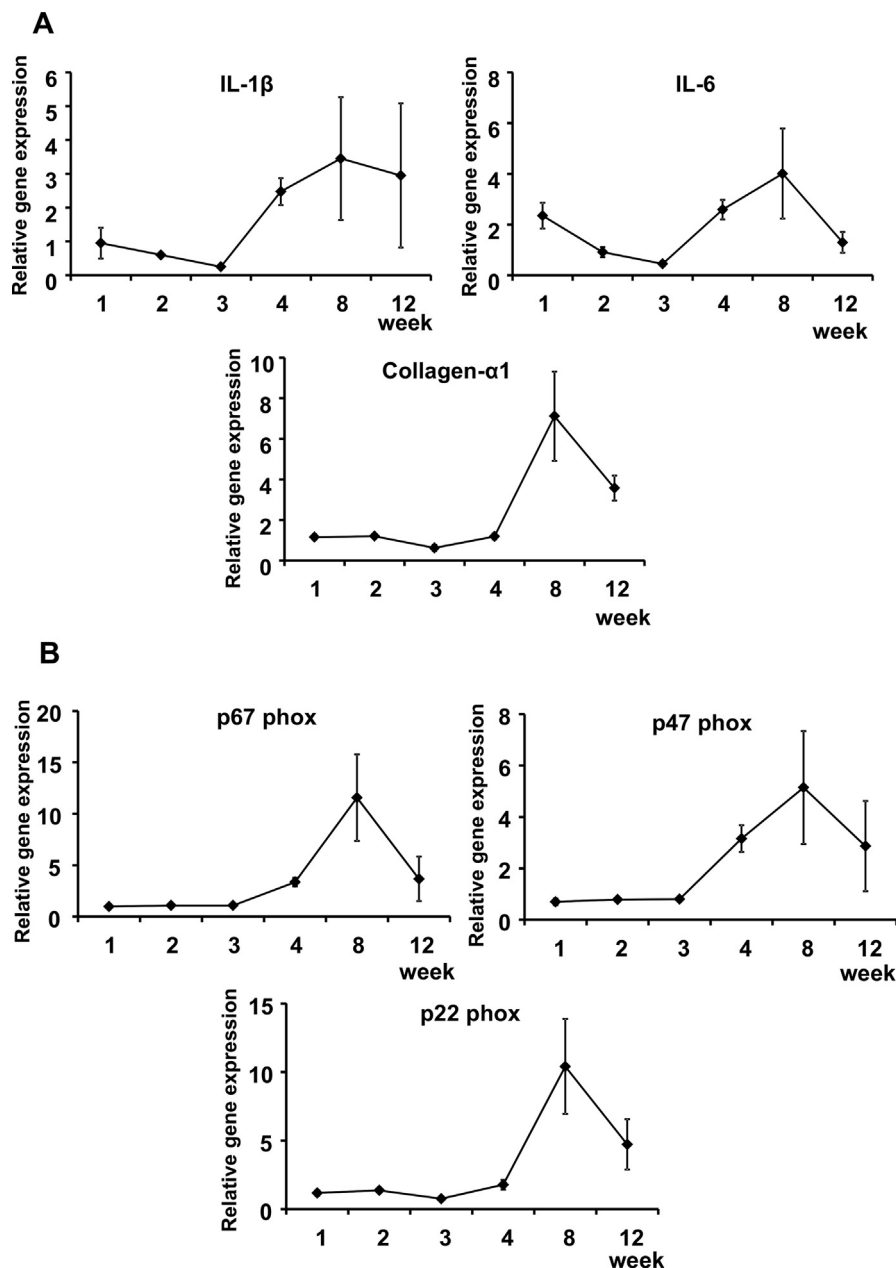 A
IL-1β
Relative gene expression
6
5
4
3
2
1
0
1 2 3 4 8 12
week
IL-6
Relative gene expression
8
6
4
2
0
1 2 3 4 8 12
week
Collagen-α1
Relative gene expression
10
8
6
4
2
0
1 2 3 4 8 12
week
B
p67 phox
Relative gene expression
20
15
10
5
0
1 2 3 4 8 12
week
p47 phox
Relative gene expression
8
6
4
2
0
1 2 3 4 8 12
week
p22 phox
Relative gene expression
15
10
5
0
1 2 3 4 8 12
week